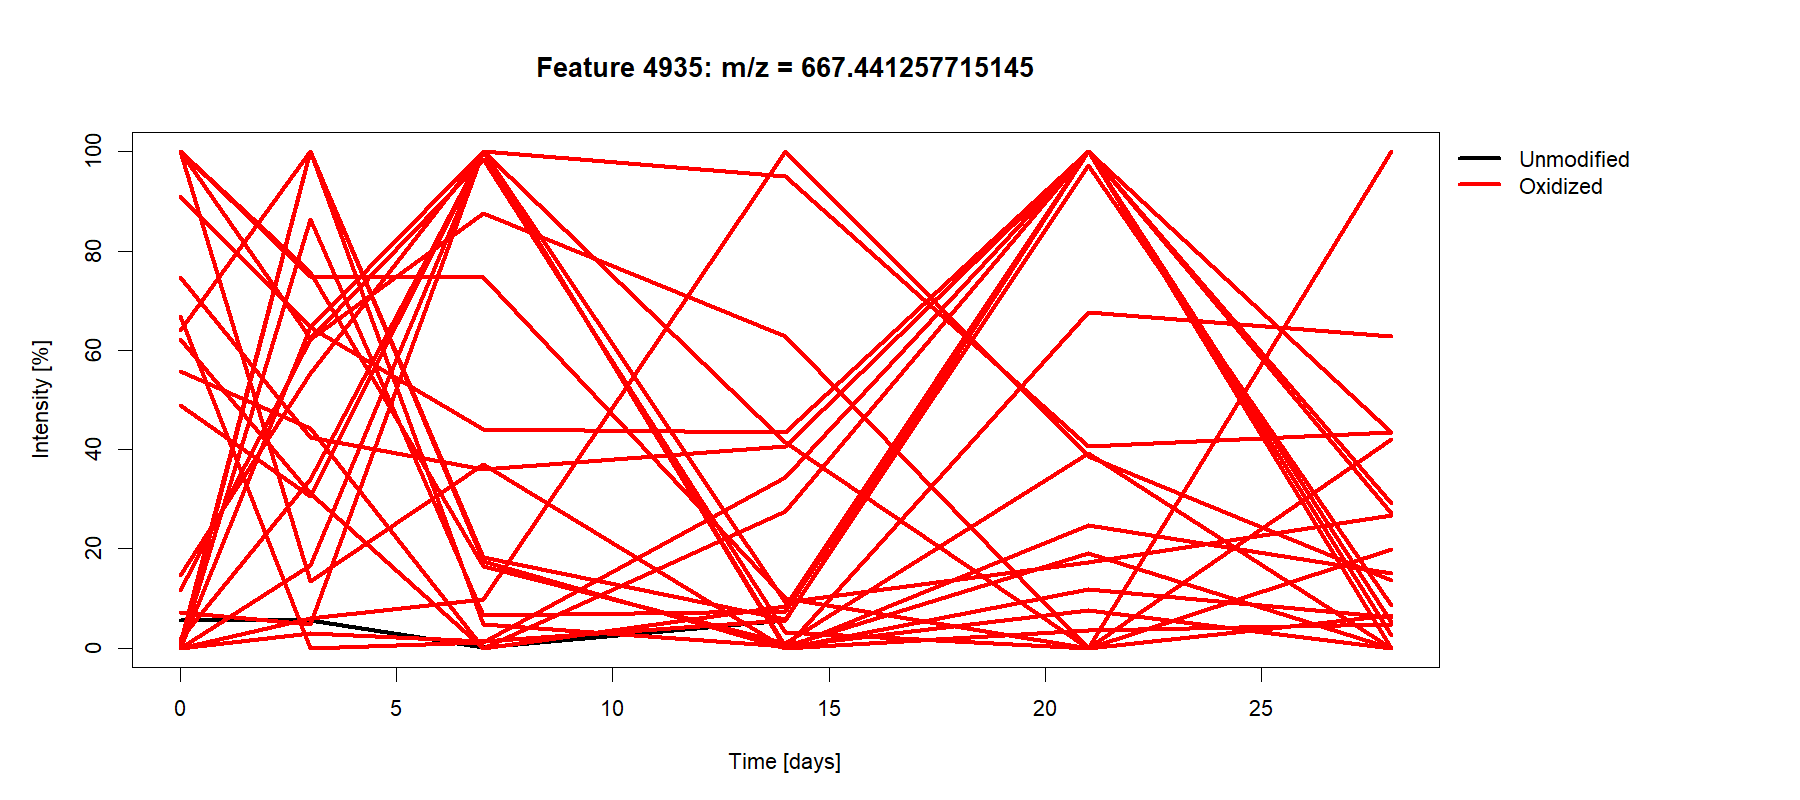 Feature 4935: m/z = 667.441257715145
Unmodified
Oxidized
100
80
60
40
20
0
Intensity [%]
0 5 10 15 20 25
Time [days]